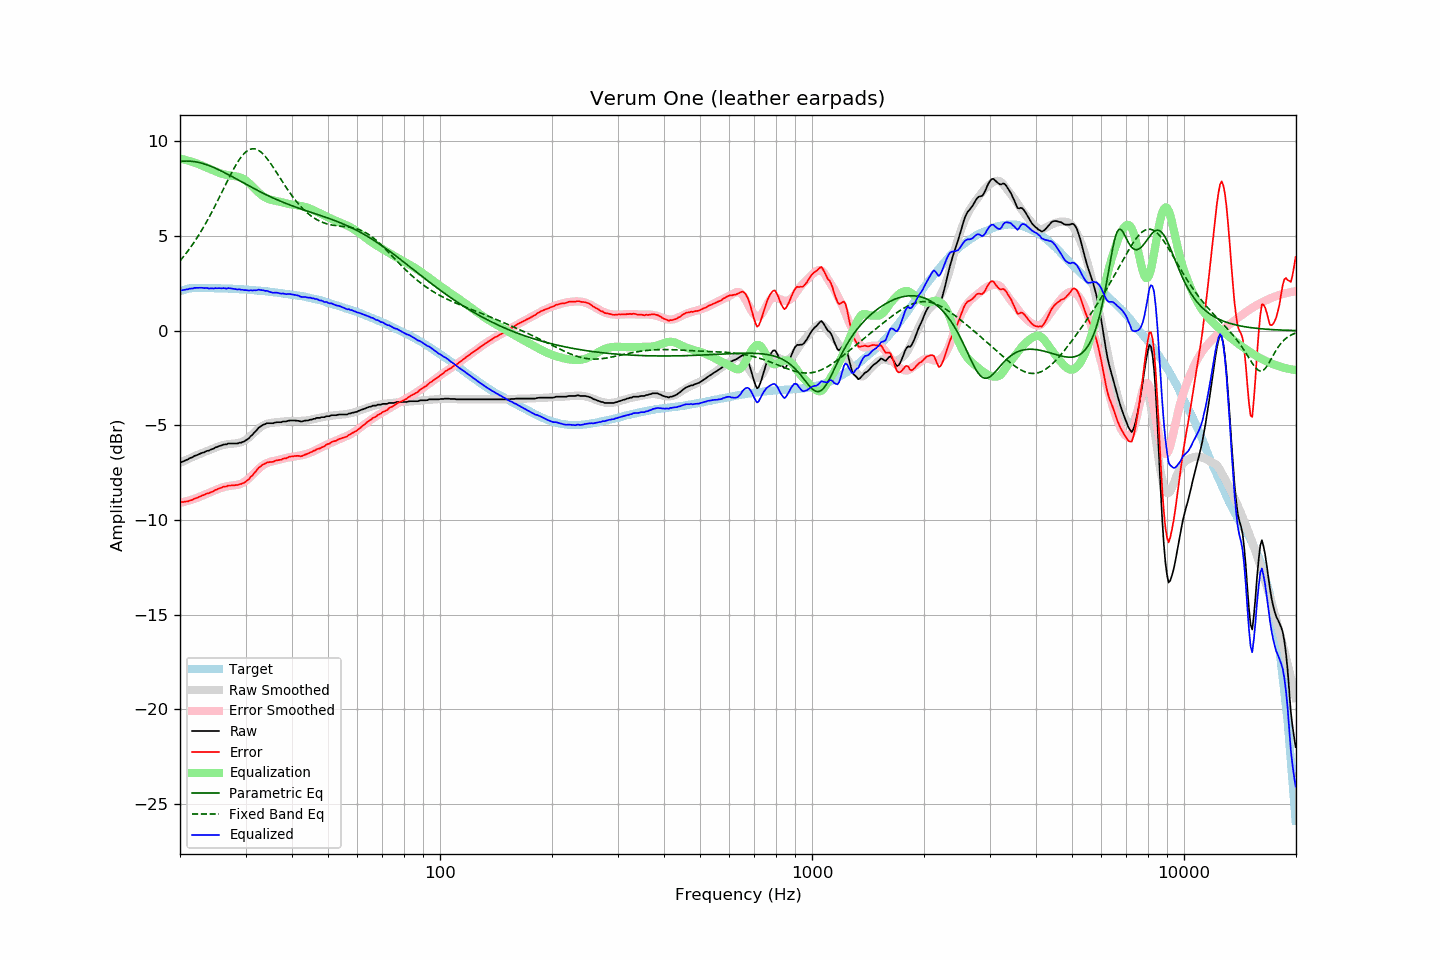 Verum One (leather earpads)
10
5
0
−5
−10
−15
−20
−25
Amplitude (dBr)
Target
Raw Smoothed
Error Smoothed
Raw
Error
Equalization
Parametric Eq
Fixed Band Eq
Equalized
100
1000
10000
Frequency (Hz)